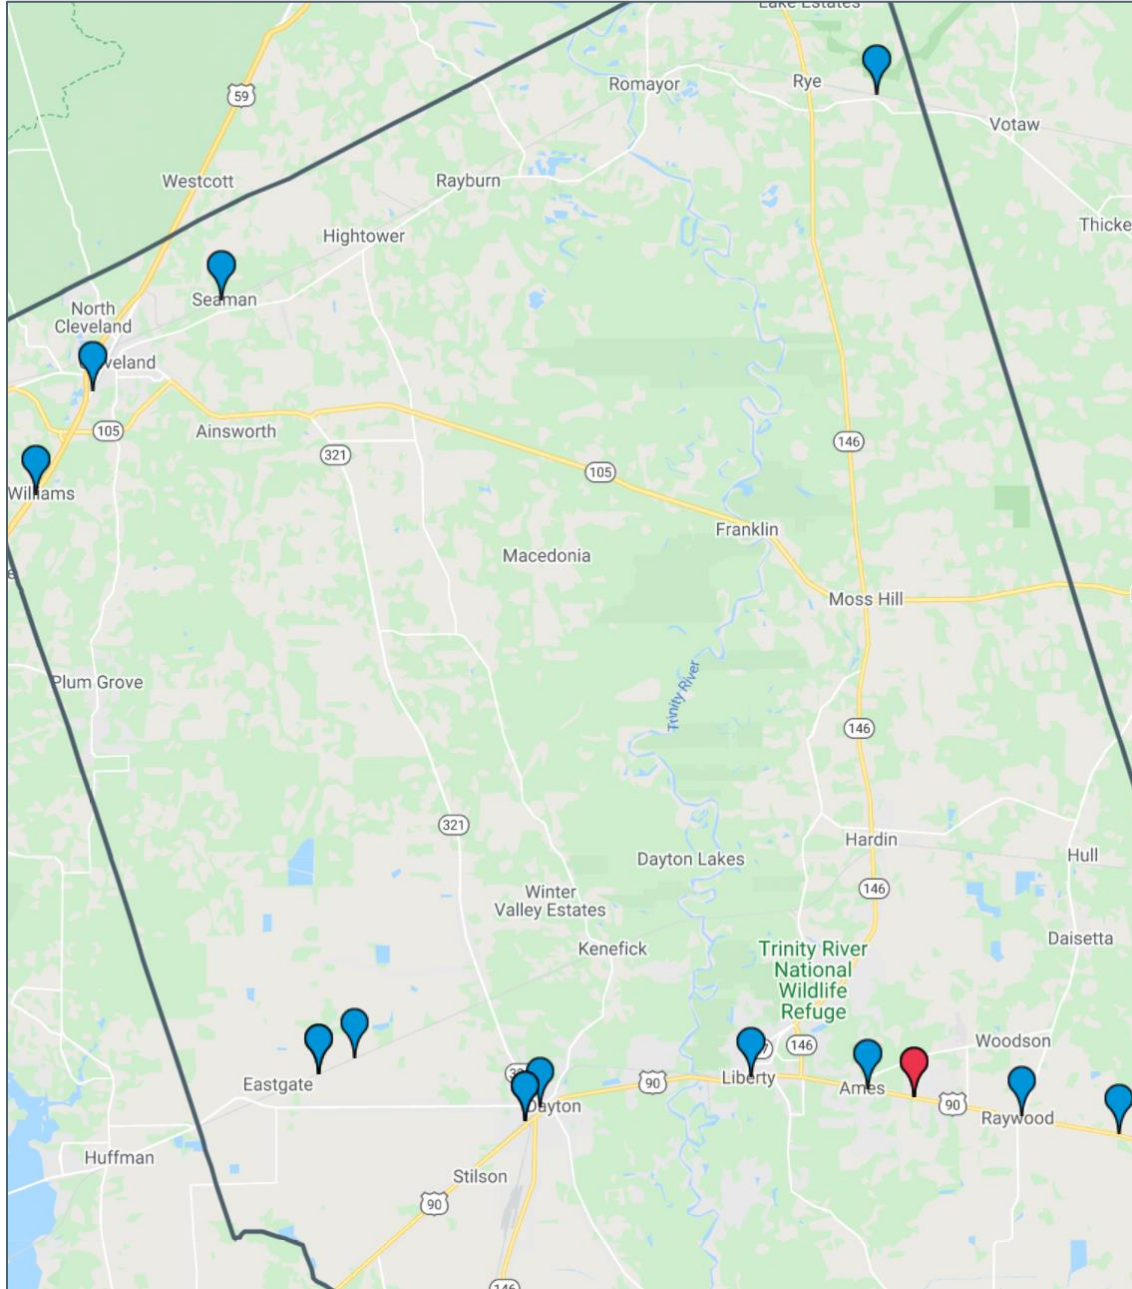 Lake Estates
59
Romayor
Rye
Votaw
Westcott
Rayburn
Thicke
Hightower
Seaman
North
Cleveland
Cleveland
105
Ainsworth
321
146
105
Williams
Franklin
Macedonia
Moss Hill
Trinity River
Plum Grove
146
321
Hardin
Dayton Lakes
Hull
146
Winter
Valley Estates
Kenefick
Daisetta
Trinity River
National
Wildlife
Refuge
Woodson
146
Eastgate
90
Liberty
Ames
90
Dayton
Raywood
Huffman
Stilson
90
146